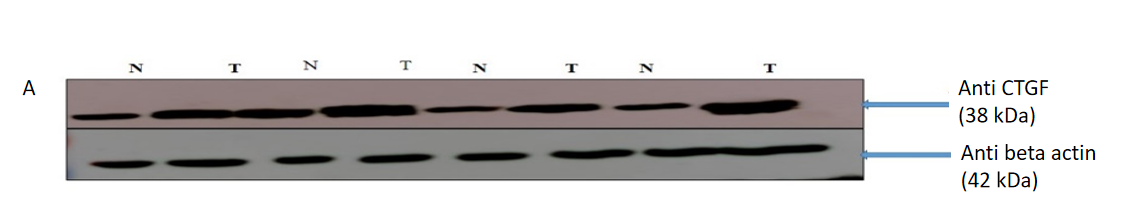 N T N T N T N T
A
Anti CTGF
(38 kDa)
Anti beta actin
(42 kDa)